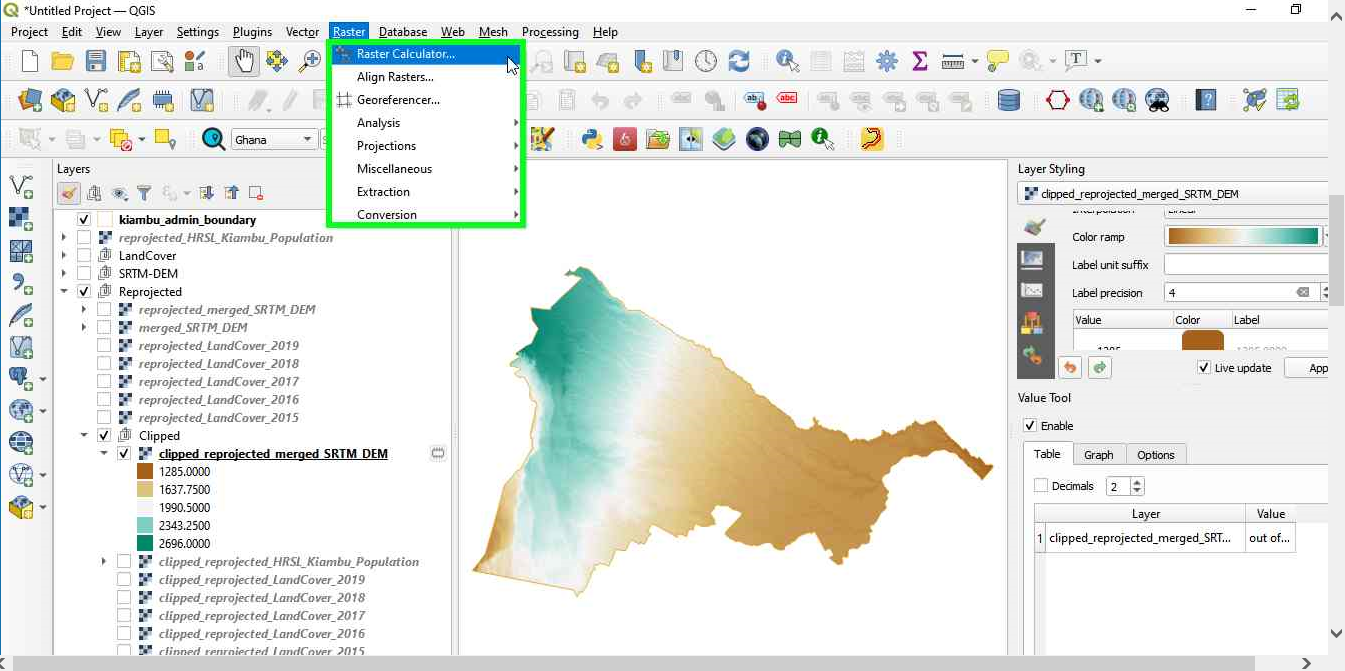 *Untitled Project — QGIS
Project Edit View Layer Settings Plugins Vector Raster Database Web Mesh Processing Help
Raster Calculator...
Align Rasters...
Georeferencer...
Analysis
Projections
Miscellaneous
Extraction
Conversion
abc
abc
Ghana
Layers
kiambu_admin_boundary
reprojected_HRSL_Kiambu_Population
LandCover
SRTM-DEM
Reprojected
reprojected_merged_SRTM_DEM
merged_SRTM_DEM
reprojected_LandCover_2019
reprojected_LandCover_2018
reprojected_LandCover_2017
reprojected_LandCover_2016
reprojected_LandCover_2015
Clipped
clipped_reprojected_merged_SRTM_DEM
1285.0000
1637.7500
1990.5000
2343.2500
2696.0000
clipped_reprojected_HRSL_Kiambu_Population
clipped_reprojected_LandCover_2019
clipped_reprojected_LandCover_2018
clipped_reprojected_LandCover_2017
clipped_reprojected_LandCover_2016
clipped_reprojected_LandCover_2015
Layer Styling
clipped_reprojected_merged_SRTM_DEM
Interpolation Linear
Color ramp
Label unit suffix
Label precision 4
Value Color Label
1285 1285.0000
Live update App
Value Tool
Enable
Table Graph Options
Decimals 2
Layer Value
1 clipped_reprojected_merged_SRT... out of...